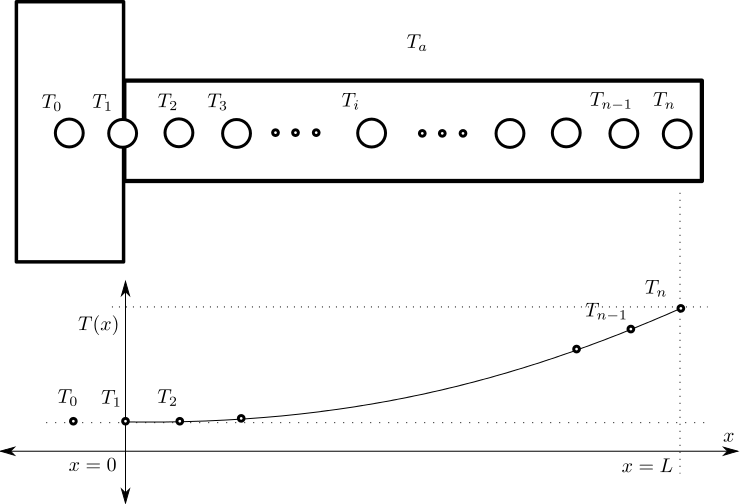 T_a
T_0 T_1 T_2 T_3 T_i T_{n−1} T_n
T_n
T(x) T_{n−1}
T_0 T_1 T_2
x
x = 0 x = L